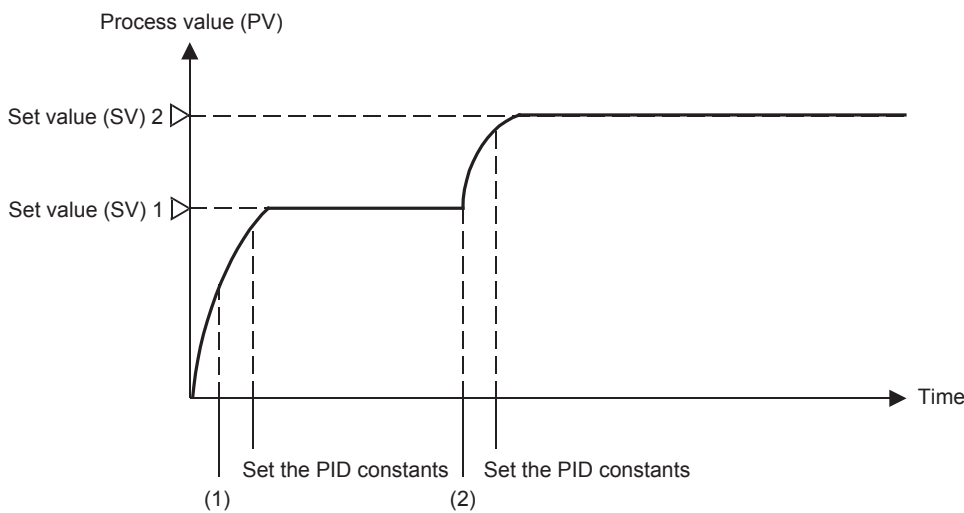 Process value (PV)
Set value (SV) 2
Set value (SV) 1
Time
Set the PID constants
Set the PID constants
(1)
(2)